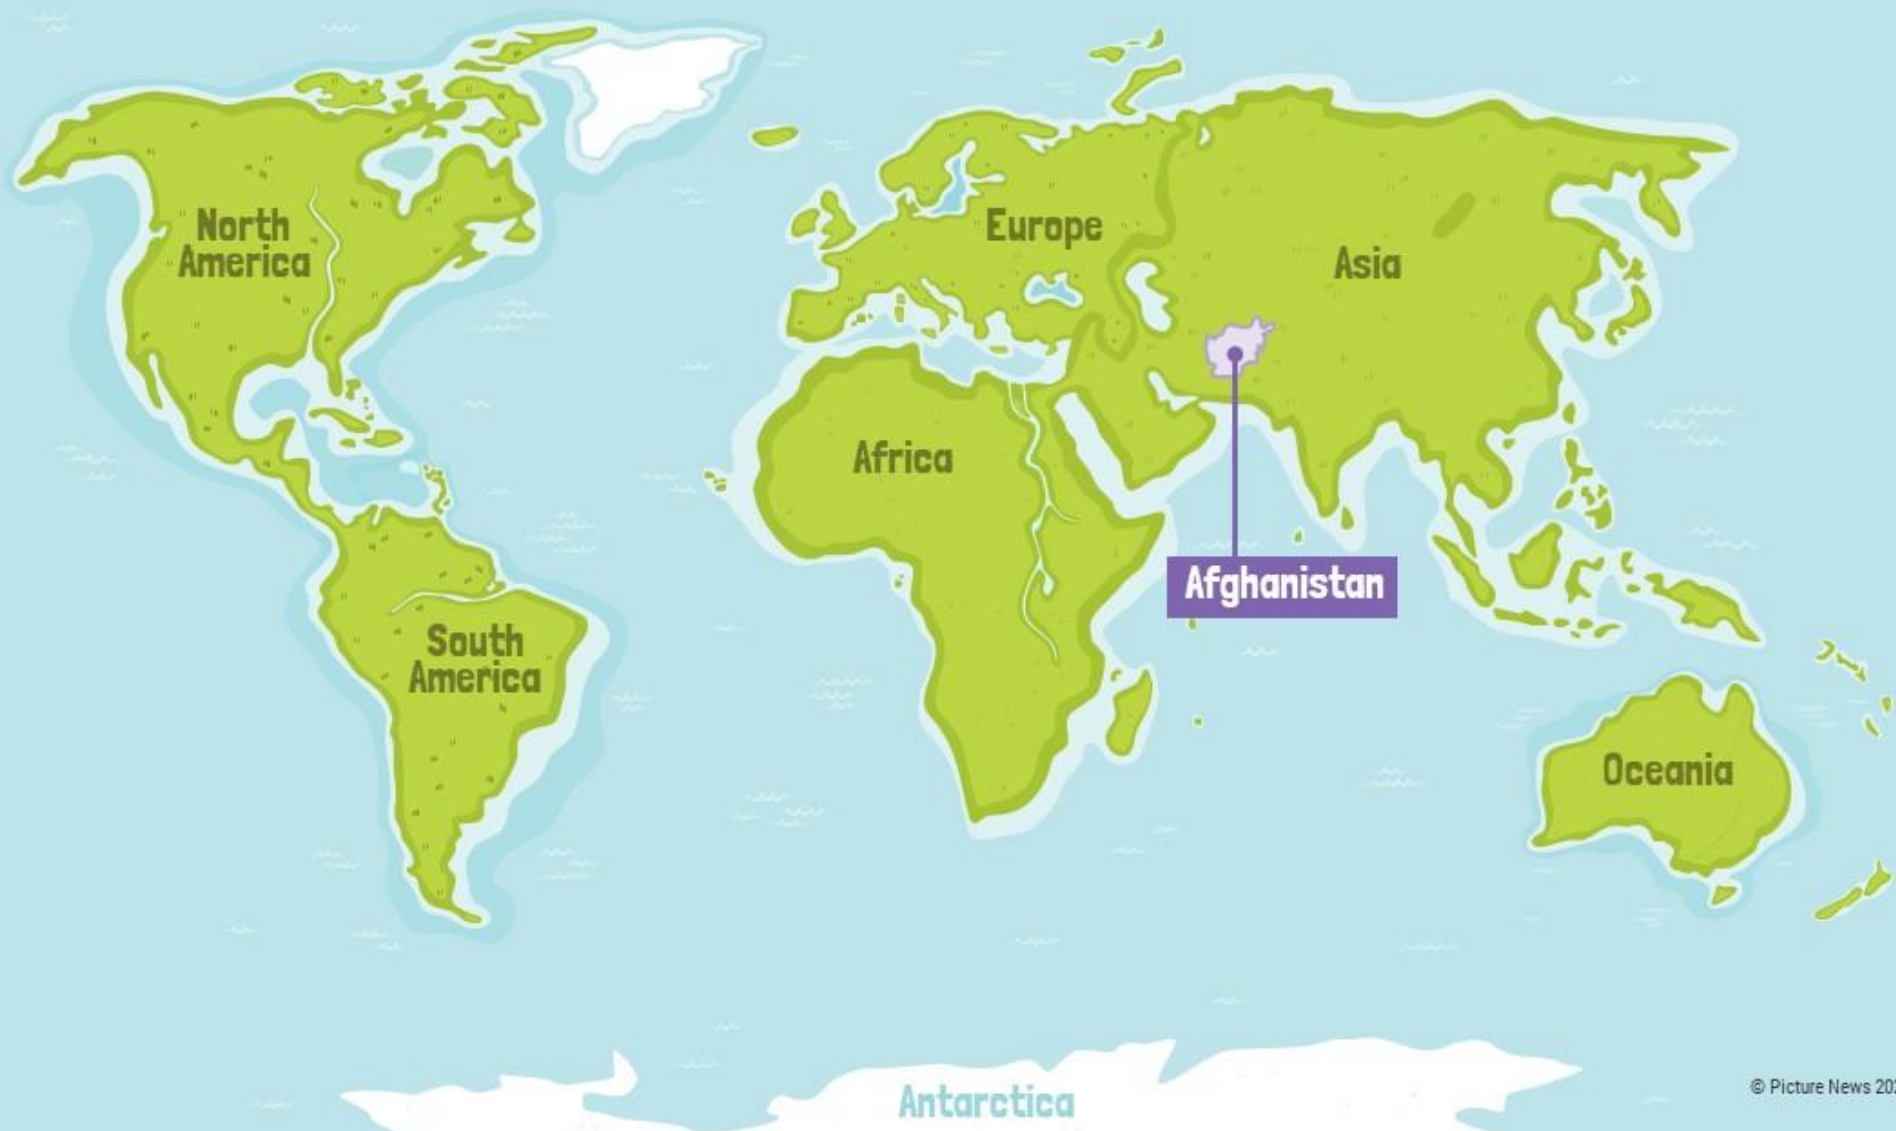 North
America
Europe
Asia
Africa
Afghanistan
South
America
Oceania
Antarctica
© Picture News